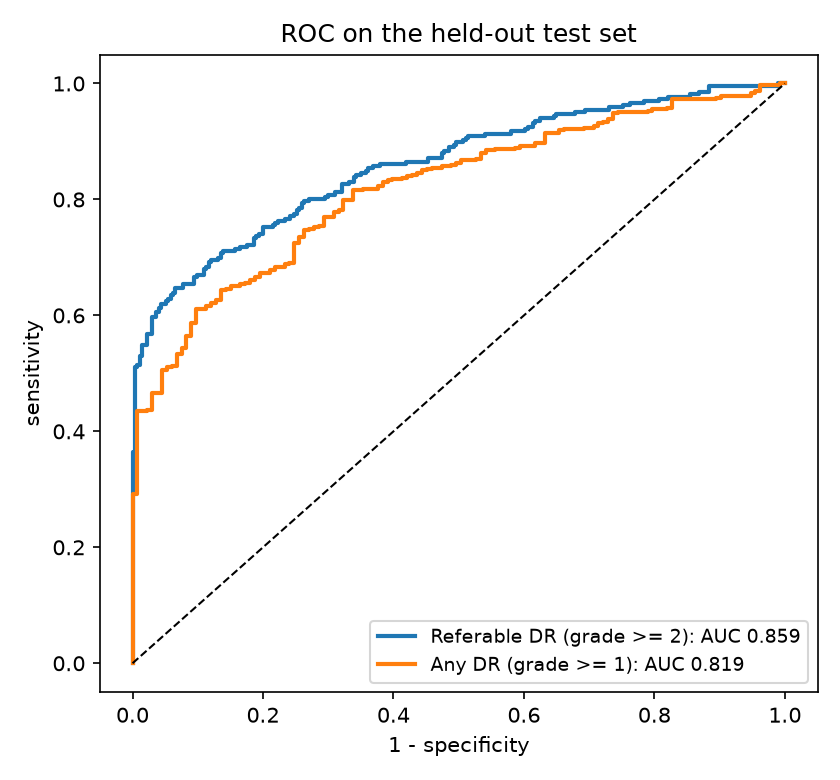 ROC on the held-out test set
1.0
0.8
0.6
0.4
0.2
0.0
sensitivity
Referable DR (grade >= 2): AUC 0.859
Any DR (grade >= 1): AUC 0.819
0.0 0.2 0.4 0.6 0.8 1.0
1 - specificity